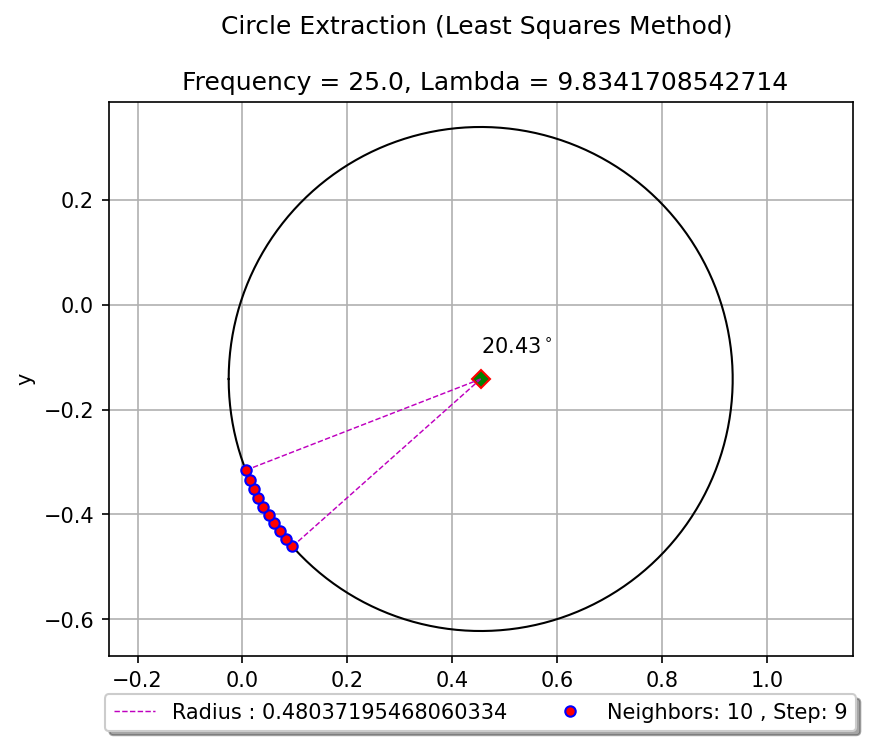 Circle Extraction (Least Squares Method)
Frequency = 25.0, Lambda = 9.8341708542714
0.2
0.0
−0.2
−0.4
−0.6
y
20.43°
−0.2 0.0 0.2 0.4 0.6 0.8 1.0
Radius : 0.48037195468060334 Neighbors: 10 , Step: 9